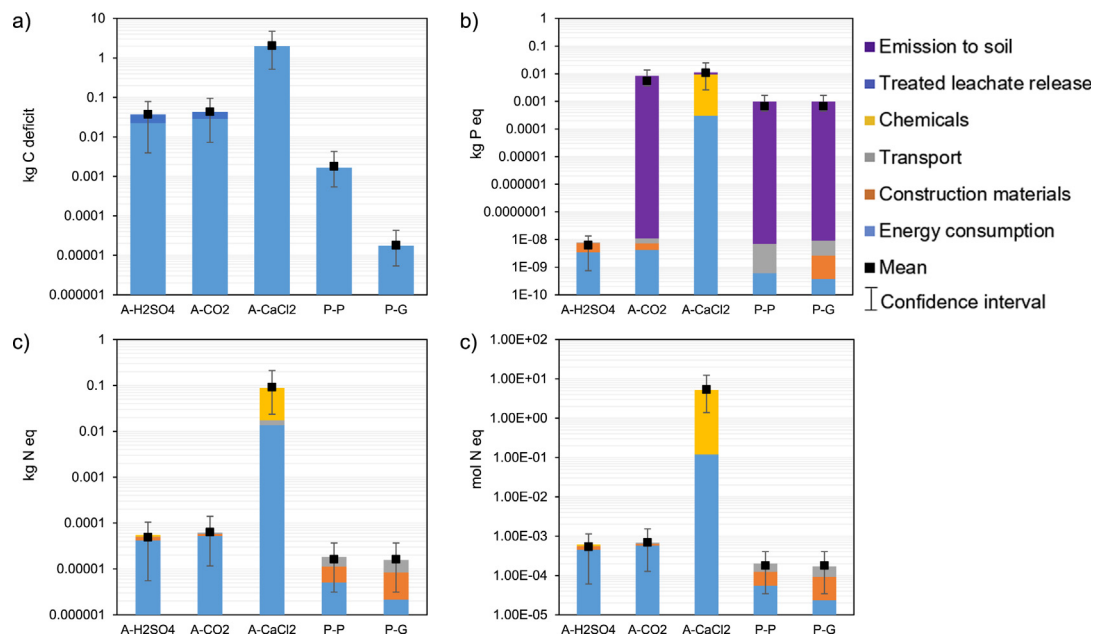 a)
kg C deficit
10
1
0.1
0.01
0.001
0.0001
0.00001
0.000001
A-H2SO4 A-CO2 A-CaCl2 P-P P-G
b)
kg P eq
1
0.1
0.01
0.001
0.0001
0.00001
0.000001
0.0000001
1E-08
1E-09
1E-10
A-H2SO4 A-CO2 A-CaCl2 P-P P-G
Emission to soil
Treated leachate release
Chemicals
Transport
Construction materials
Energy consumption
Mean
Confidence interval
c)
kg N eq
1
0.1
0.01
0.001
0.0001
0.00001
0.000001
A-H2SO4 A-CO2 A-CaCl2 P-P P-G
c)
mol N eq
1.00E+02
1.00E+01
1.00E+00
1.00E-01
1.00E-02
1.00E-03
1.00E-04
1.00E-05
A-H2SO4 A-CO2 A-CaCl2 P-P P-G